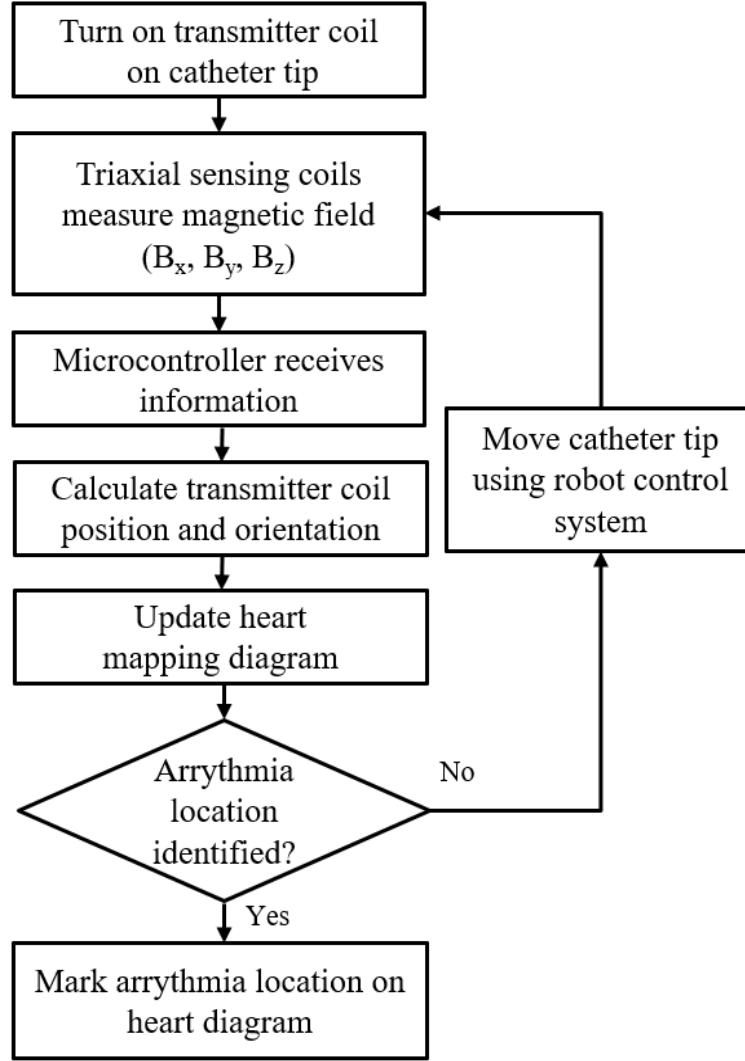 Turn on transmitter coil
on catheter tip
Triaxial sensing coils
measure magnetic field
(Bx, By, Bz)
Microcontroller receives
information
Move catheter tip
using robot control
system
Calculate transmitter coil
position and orientation
Update heart
mapping diagram
Arrythmia
location
identified?
No
Yes
Mark arrythmia location on
heart diagram